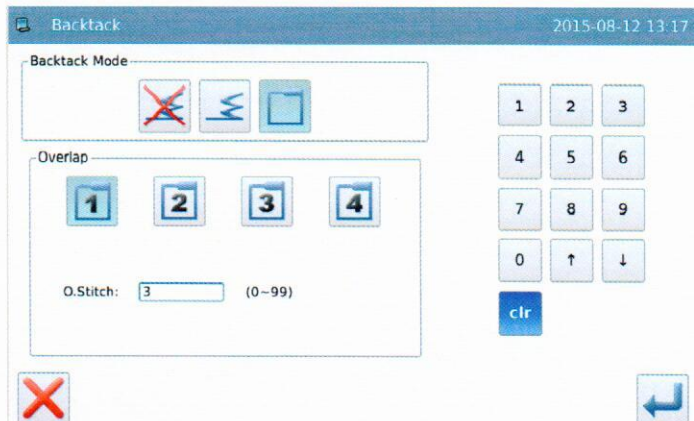 Backtack 2015-08-12 13:17
Backtack Mode
Overlap
1 2 3 4
O.Stitch: 3 (0~99)
1 2 3
4 5 6
7 8 9
0 ↑ ↓
clr